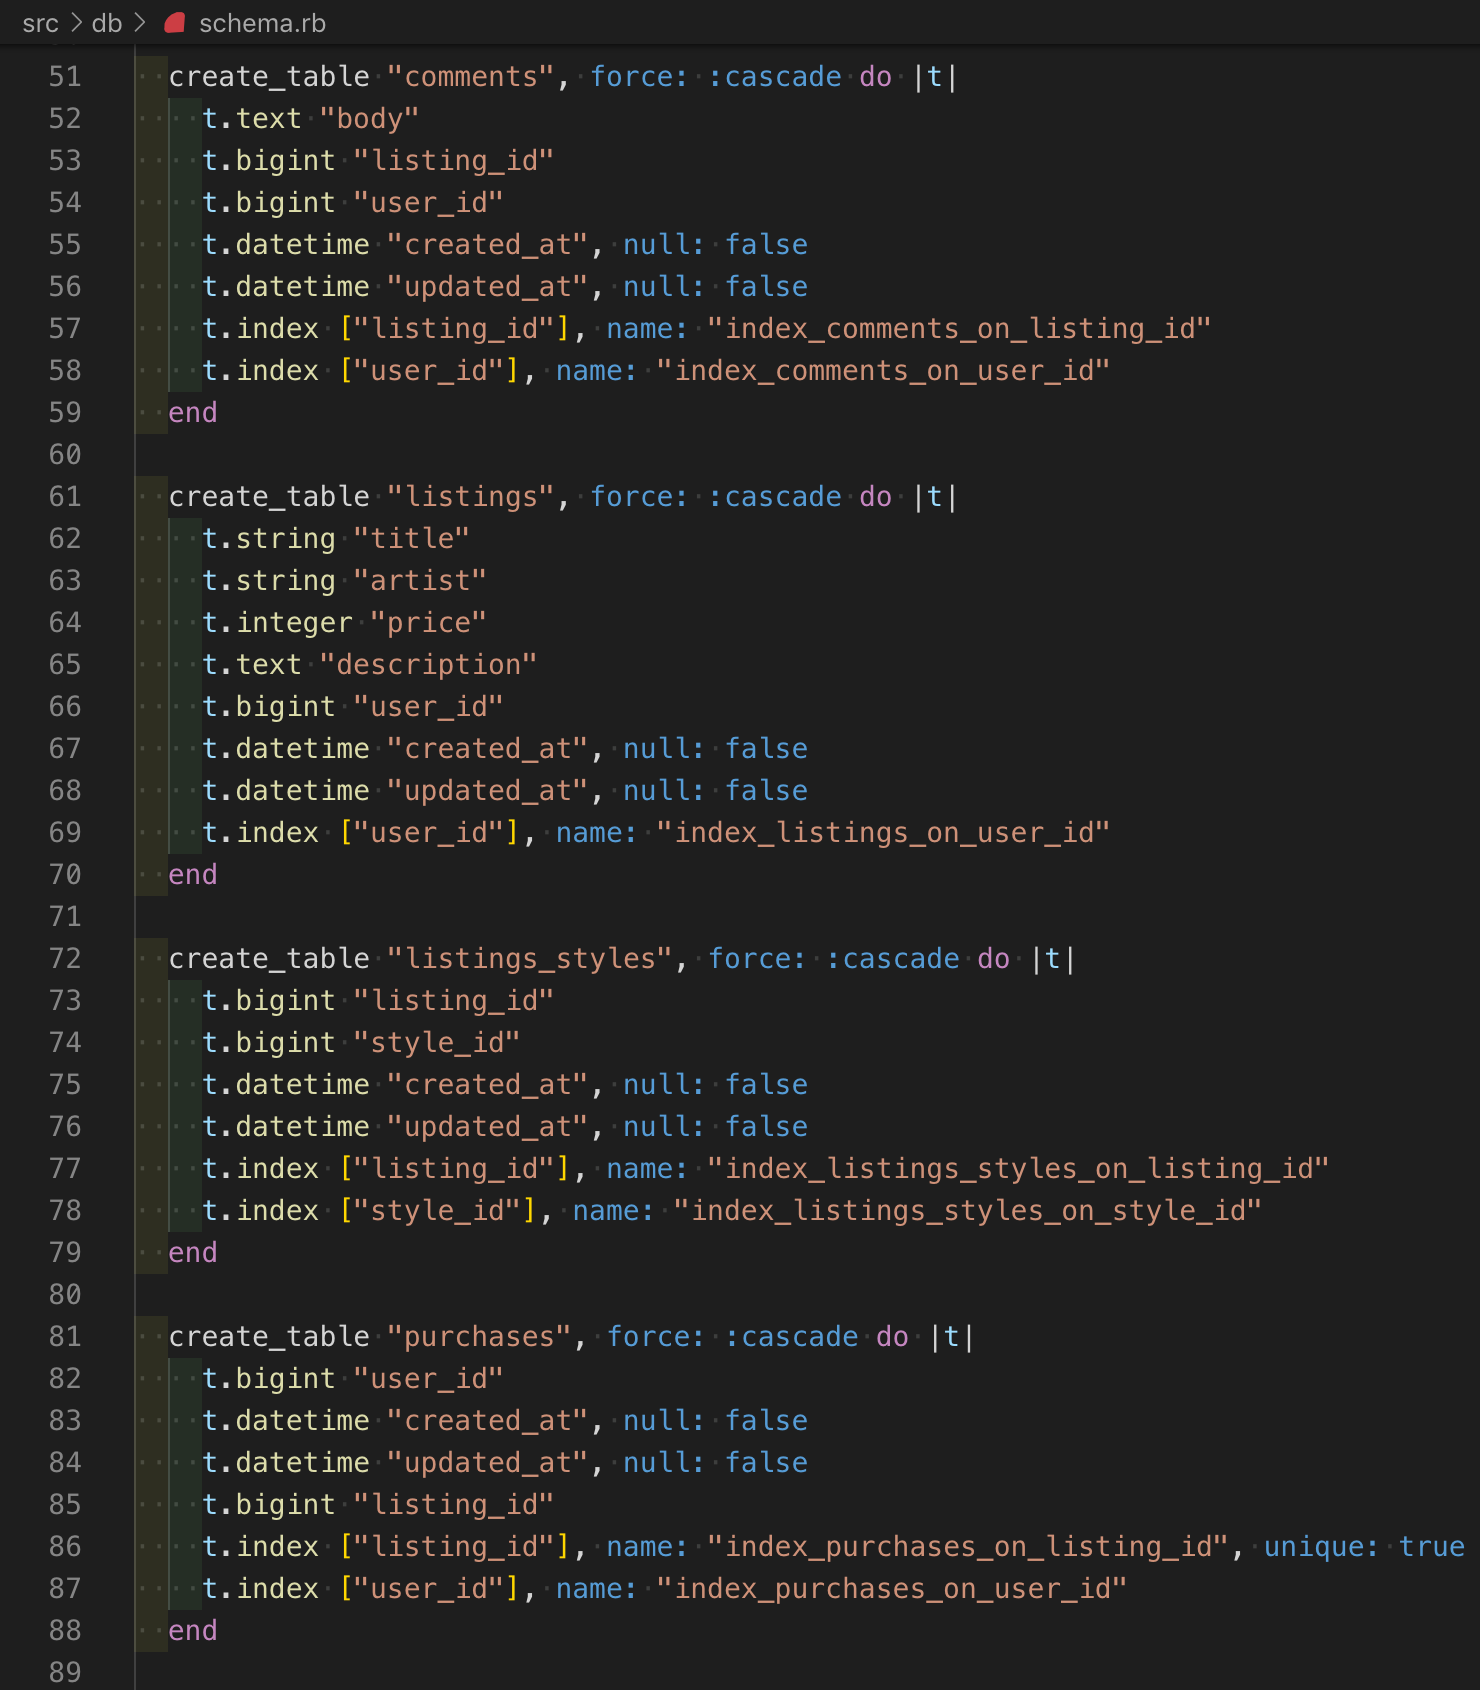 src > db > schema.rb
51 create_table "comments", force: :cascade do |t|
52 t.text "body"
53 t.bigint "listing_id"
54 t.bigint "user_id"
55 t.datetime "created_at", null: false
56 t.datetime "updated_at", null: false
57 t.index ["listing_id"], name: "index_comments_on_listing_id"
58 t.index ["user_id"], name: "index_comments_on_user_id"
59 end
60
61 create_table "listings", force: :cascade do |t|
62 t.string "title"
63 t.string "artist"
64 t.integer "price"
65 t.text "description"
66 t.bigint "user_id"
67 t.datetime "created_at", null: false
68 t.datetime "updated_at", null: false
69 t.index ["user_id"], name: "index_listings_on_user_id"
70 end
71
72 create_table "listings_styles", force: :cascade do |t|
73 t.bigint "listing_id"
74 t.bigint "style_id"
75 t.datetime "created_at", null: false
76 t.datetime "updated_at", null: false
77 t.index ["listing_id"], name: "index_listings_styles_on_listing_id"
78 t.index ["style_id"], name: "index_listings_styles_on_style_id"
79 end
80
81 create_table "purchases", force: :cascade do |t|
82 t.bigint "user_id"
83 t.datetime "created_at", null: false
84 t.datetime "updated_at", null: false
85 t.bigint "listing_id"
86 t.index ["listing_id"], name: "index_purchases_on_listing_id", unique: true
87 t.index ["user_id"], name: "index_purchases_on_user_id"
88 end
89